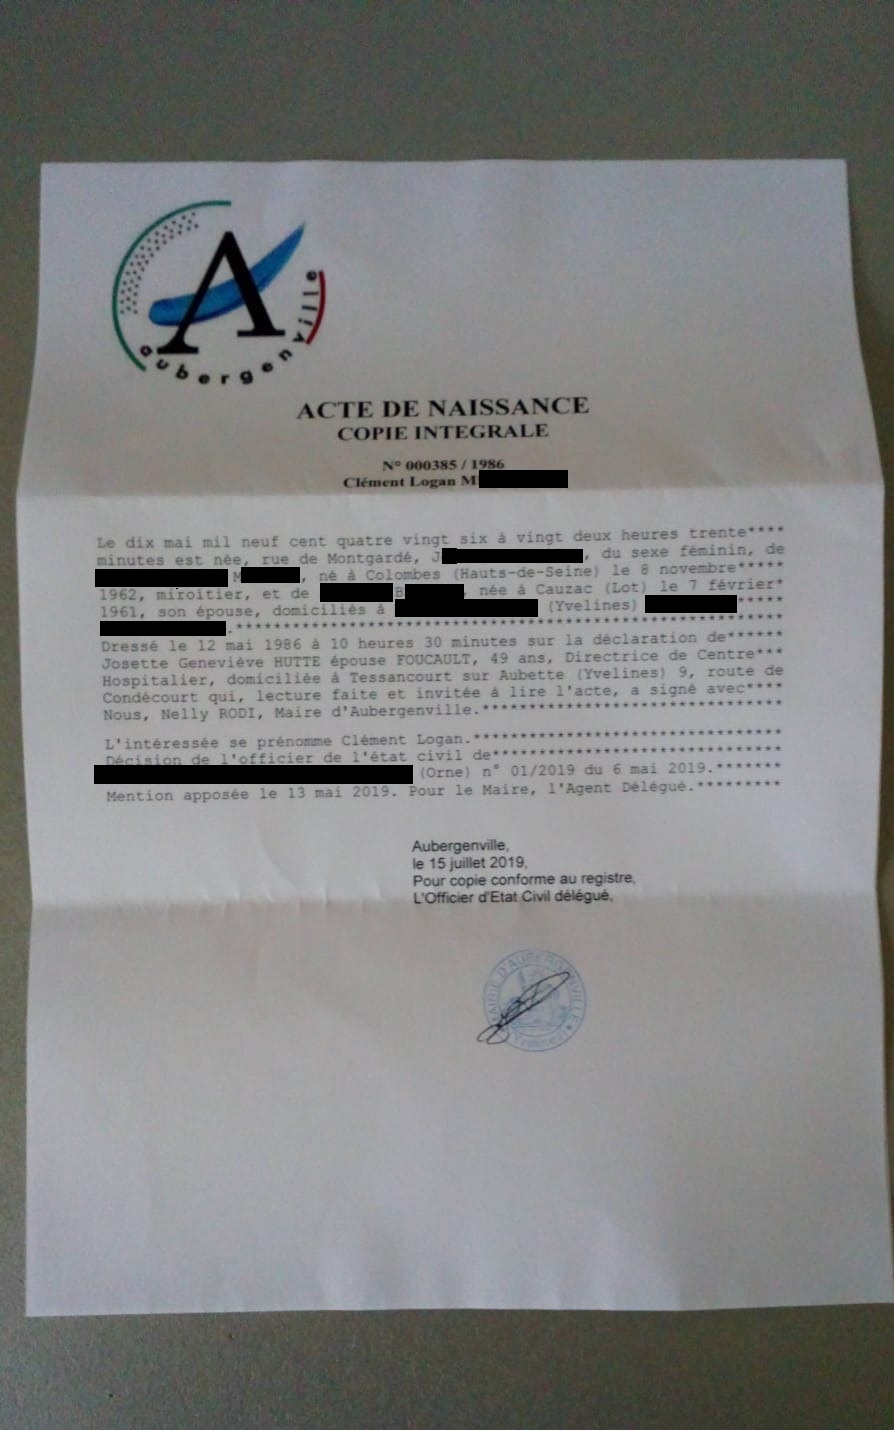 A
aubergenville
ACTE DE NAISSANCE
COPIE INTEGRALE
N° 000385 / 1986
Clément Logan M
Le dix mai mil neuf cent quatre vingt six à vingt deux heures trente****
minutes est née, rue de Montgardé, J , du sexe féminin, de
M , né à Colombes (Hauts-de-Seine) le 8 novembre*****
1962, miroitier, et de B , née à Cauzac (Lot) le 7 février*
1961, son épouse, domiciliés à (Yvelines) *****
.****************************************************
Dressé le 12 mai 1986 à 10 heures 30 minutes sur la déclaration de******
Josette Geneviève HUTTE épouse FOUCAULT, 49 ans, Directrice de Centre***
Hospitalier, domiciliée à Tessancourt sur Aubette (Yvelines) 9, route de
Condécourt qui, lecture faite et invitée à lire l'acte, a signé avec****
Nous, Nelly RODI, Maire d'Aubergenville.********************************
L'intéressée se prénomme Clément Logan.*********************************
Décision de l'officier de l'état civil de*******************************
(Orne) n° 01/2019 du 6 mai 2019.*******
Mention apposée le 13 mai 2019. Pour le Maire, l'Agent Délégué.*********
Aubergenville,
le 15 juillet 2019,
Pour copie conforme au registre,
L'Officier d'Etat Civil délégué,
MAIRIE D'AUBERGENVILLE
(Yvelines)